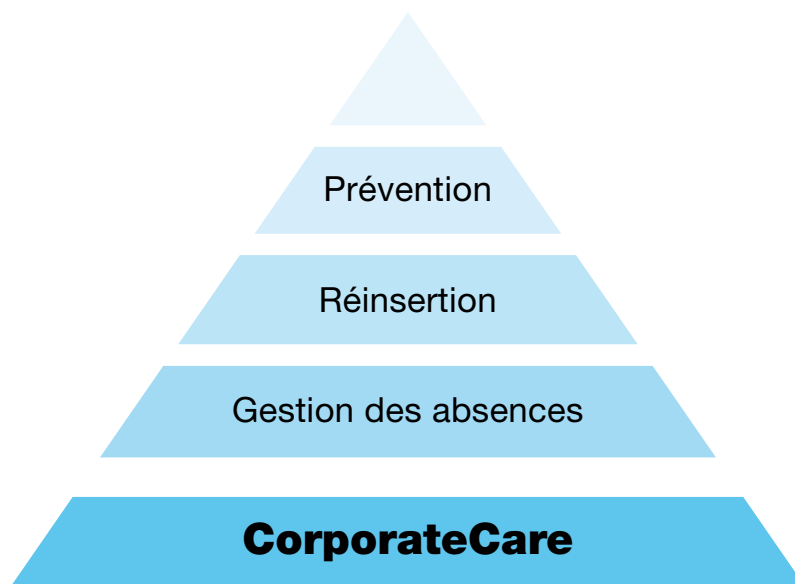 Prévention
Réinsertion
Gestion des absences
CorporateCare